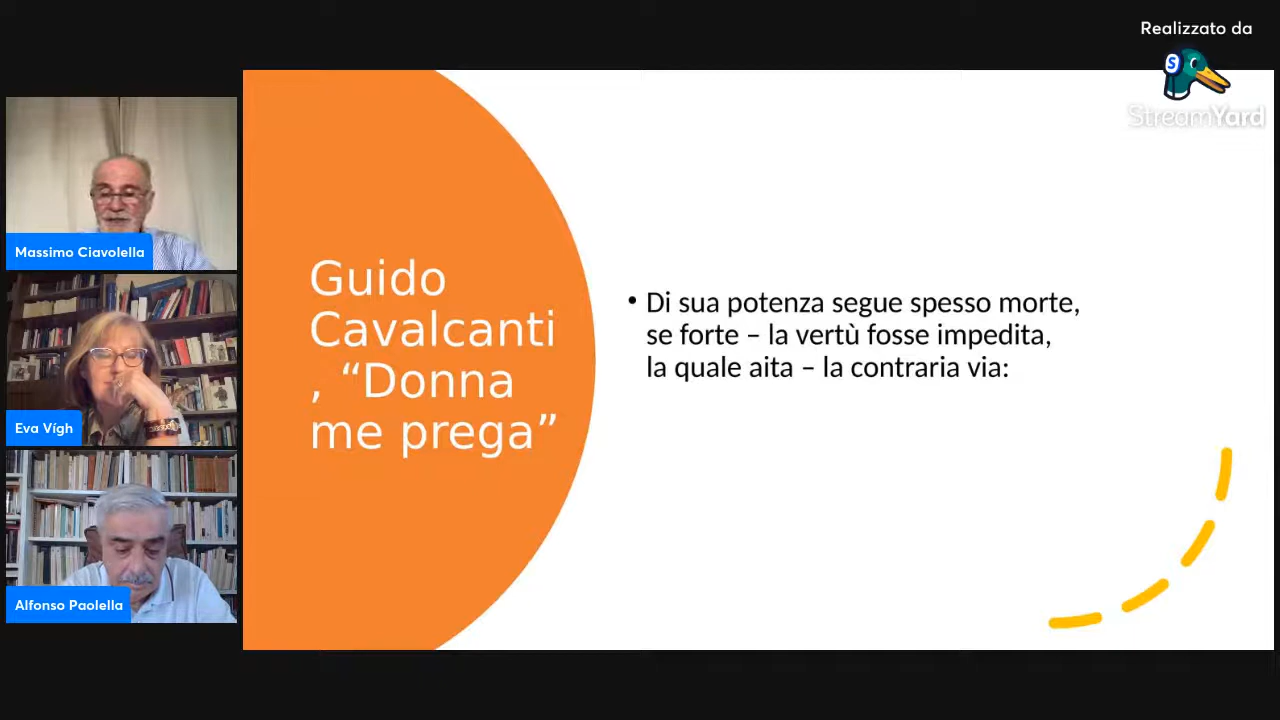 Realizzato da
StreamYard
Massimo Ciavolella
Eva Vígh
Alfonso Paolella
Guido
Cavalcanti
, “Donna
me prega”
• Di sua potenza segue spesso morte,
se forte – la vertù fosse impedita,
la quale aita – la contraria via: